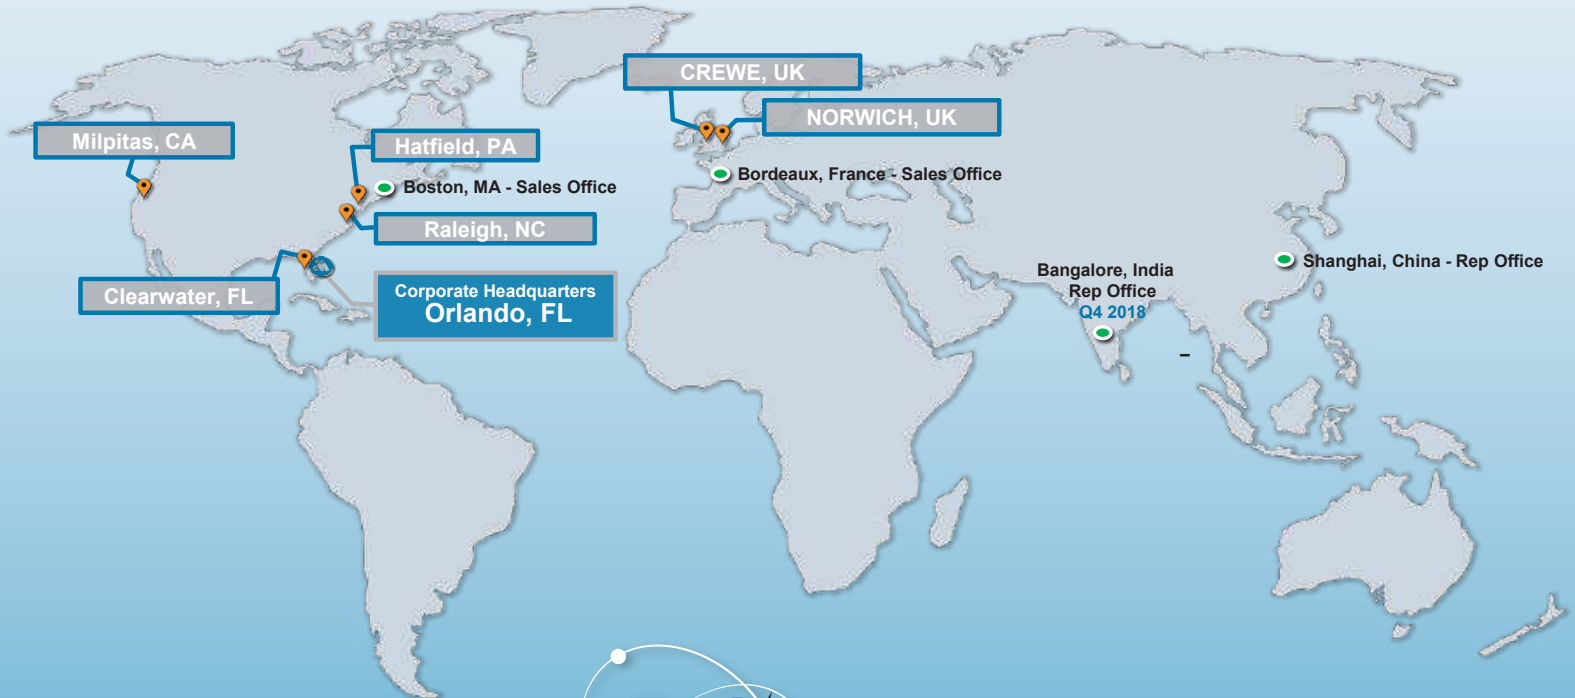 CREWE, UK
NORWICH, UK
Milpitas, CA
Hatfield, PA
Boston, MA - Sales Office
Bordeaux, France - Sales Office
Raleigh, NC
Clearwater, FL
Corporate Headquarters
Orlando, FL
Bangalore, India
Rep Office
Q4 2018
–
Shanghai, China - Rep Office